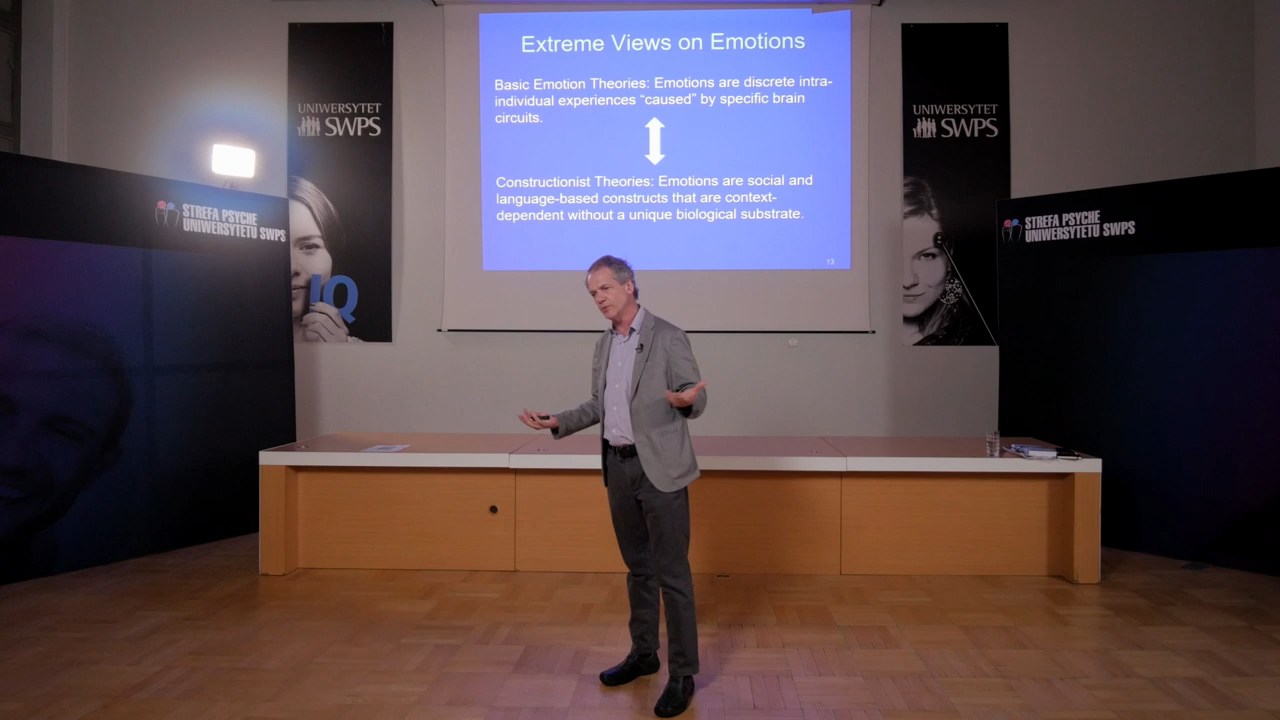 Extreme Views on Emotions
Basic Emotion Theories: Emotions are discrete intra-
individual experiences “caused” by specific brain
circuits.
Constructionist Theories: Emotions are social and
language-based constructs that are context-
dependent without a unique biological substrate.
13
UNIWERSYTET
SWPS
IQ
UNIWERSYTET
SWPS
STREFA PSYCHE
UNIWERSYTETU SWPS
STREFA PSYCHE
UNIWERSYTETU SWPS